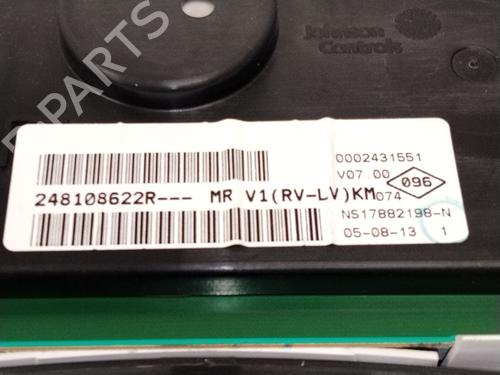 Johnson
Controls
B-PARTS
0002431551
V07.00
096
248108622R--- MR V1(RV-LV)KM
074
NS17882198-N
05-08-13 1